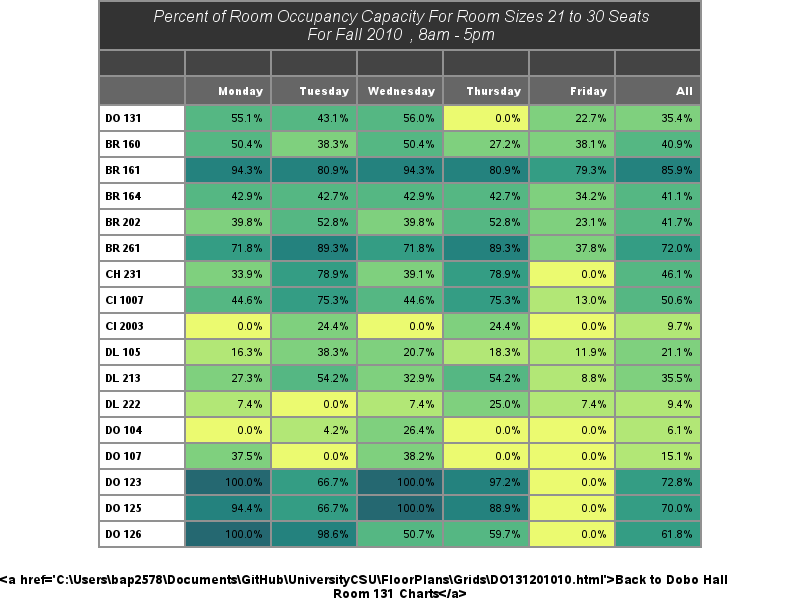 Percent of Room Occupancy Capacity For Room Sizes 21 to 30 Seats
For Fall 2010 , 8am - 5pm
Monday Tuesday Wednesday Thursday Friday All
DO 131 55.1% 43.1% 56.0% 0.0% 22.7% 35.4%
BR 160 50.4% 38.3% 50.4% 27.2% 38.1% 40.9%
BR 161 94.3% 80.9% 94.3% 80.9% 79.3% 85.9%
BR 164 42.9% 42.7% 42.9% 42.7% 34.2% 41.1%
BR 202 39.8% 52.8% 39.8% 52.8% 23.1% 41.7%
BR 261 71.8% 89.3% 71.8% 89.3% 37.8% 72.0%
CH 231 33.9% 78.9% 39.1% 78.9% 0.0% 46.1%
CI 1007 44.6% 75.3% 44.6% 75.3% 13.0% 50.6%
CI 2003 0.0% 24.4% 0.0% 24.4% 0.0% 9.7%
DL 105 16.3% 38.3% 20.7% 18.3% 11.9% 21.1%
DL 213 27.3% 54.2% 32.9% 54.2% 8.8% 35.5%
DL 222 7.4% 0.0% 7.4% 25.0% 7.4% 9.4%
DO 104 0.0% 4.2% 26.4% 0.0% 0.0% 6.1%
DO 107 37.5% 0.0% 38.2% 0.0% 0.0% 15.1%
DO 123 100.0% 66.7% 100.0% 97.2% 0.0% 72.8%
DO 125 94.4% 66.7% 100.0% 88.9% 0.0% 70.0%
DO 126 100.0% 98.6% 50.7% 59.7% 0.0% 61.8%
<a href='C:\Users\bap2578\Documents\GitHub\UniversityCSU\FloorPlans\Grids\DO131201010.html'>Back to Dobo Hall
Room 131 Charts</a>